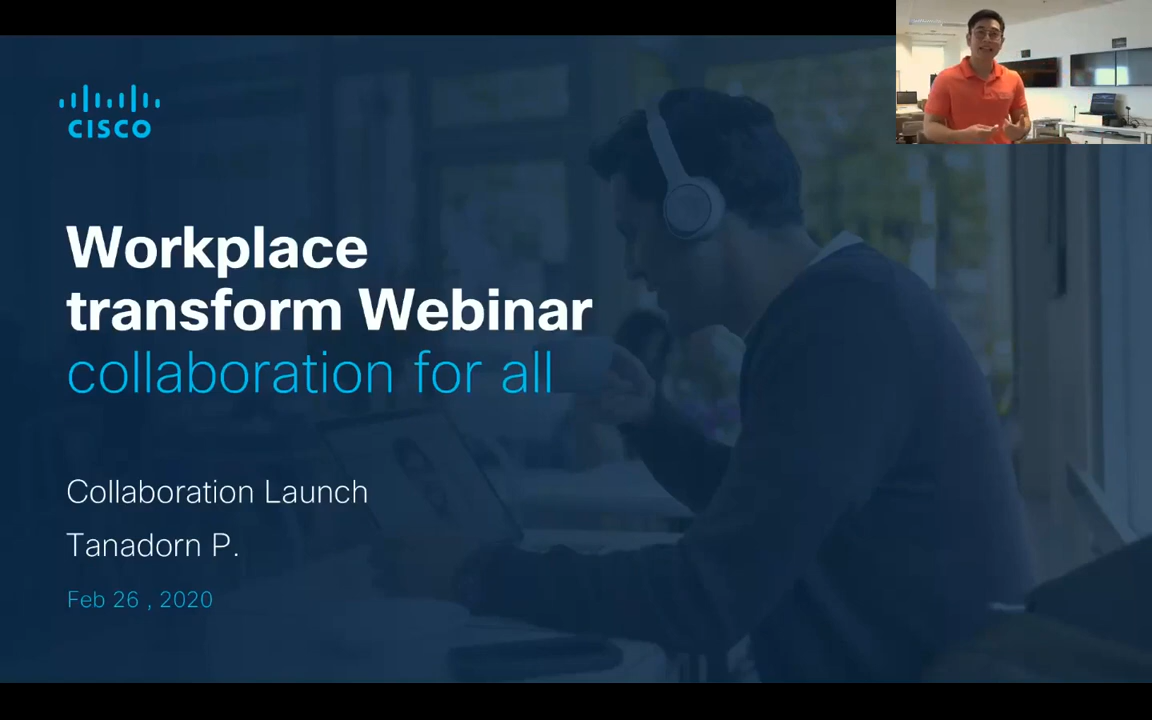 CISCO
Workplace
transform Webinar
collaboration for all
Collaboration Launch
Tanadorn P.
Feb 26 , 2020